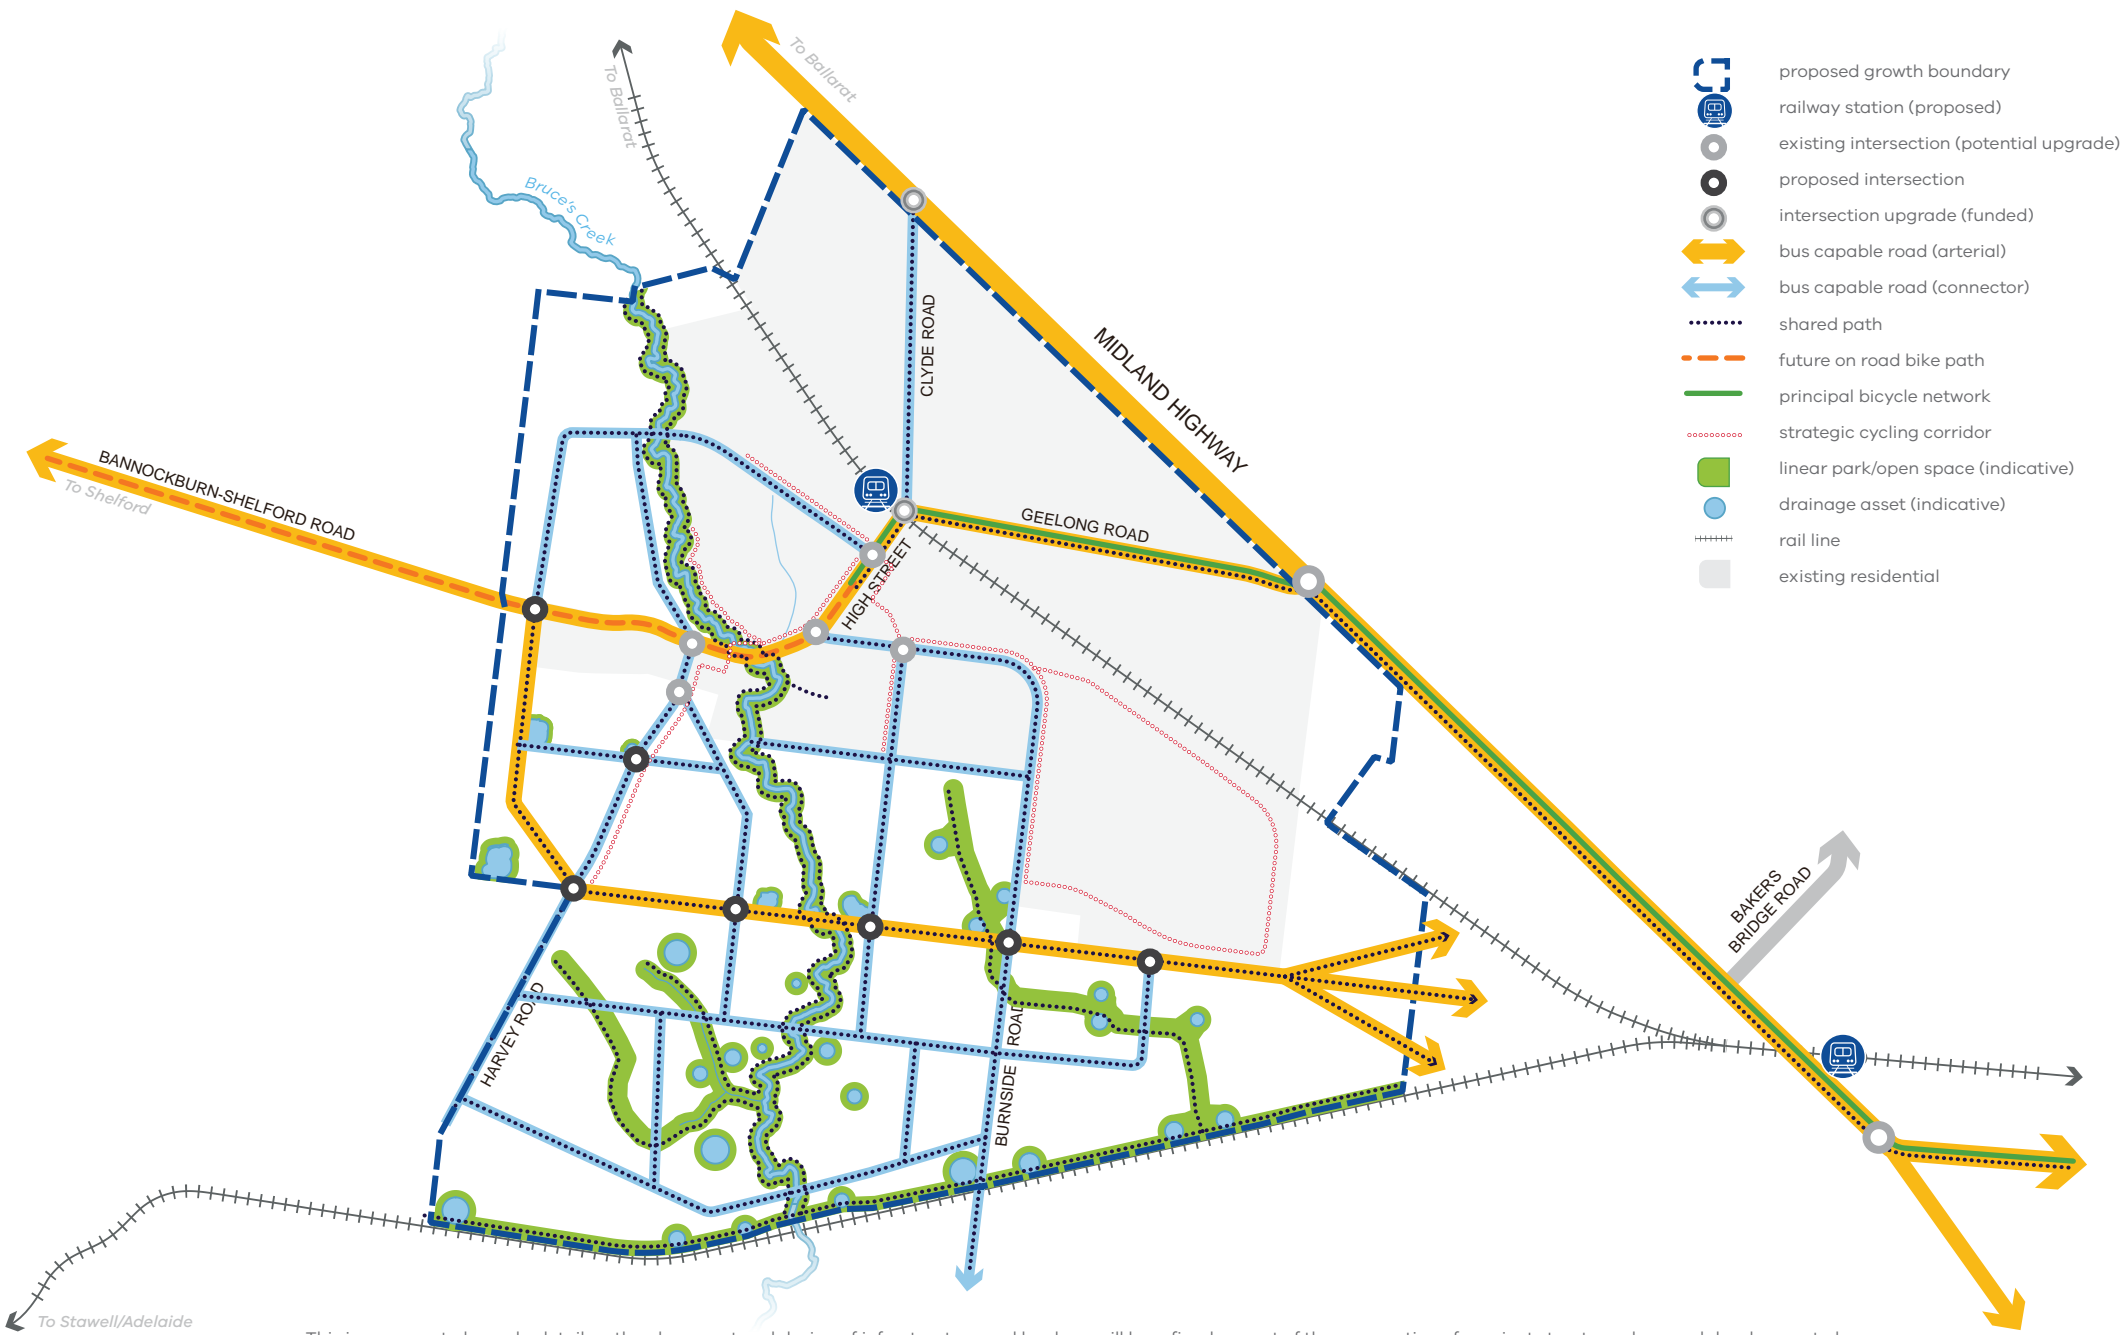 To Ballarat
To Ballarat
Bruce's Creek
CLYDE ROAD
MIDLAND HIGHWAY
BANNOCKBURN-SHELFORD ROAD
To Shelford
GEELONG ROAD
HIGH STREET
BAKERS
BRIDGE ROAD
HARVEY ROAD
BURNSIDE ROAD
To Stawell/Adelaide
proposed growth boundary
railway station (proposed)
existing intersection (potential upgrade)
proposed intersection
intersection upgrade (funded)
bus capable road (arterial)
bus capable road (connector)
shared path
future on road bike path
principal bicycle network
strategic cycling corridor
linear park/open space (indicative)
drainage asset (indicative)
rail line
existing residential